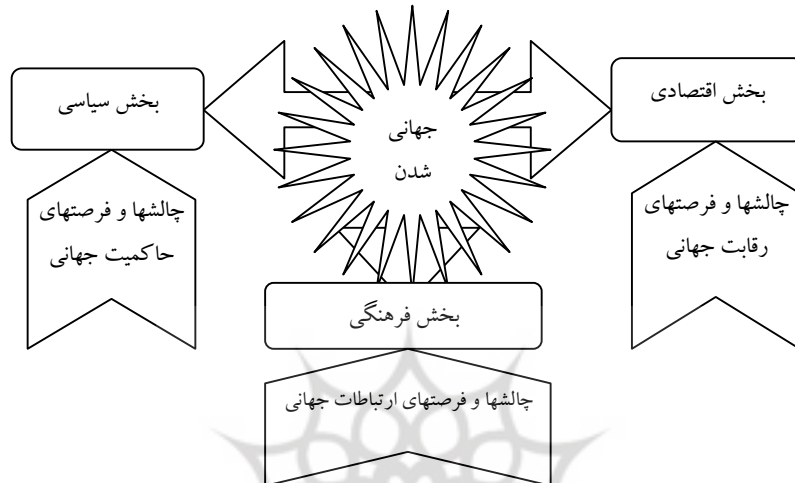 بخش اقتصادی
چالشها و فرصتهای
رقابت جهانی
جهانی
شدن
بخش سیاسی
چالشها و فرصتهای
حاکمیت جهانی
بخش فرهنگی
چالشها و فرصتهای ارتباطات جهانی